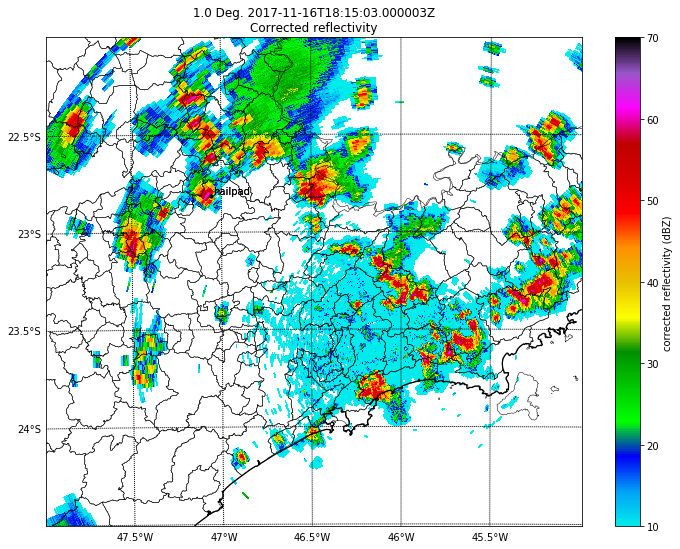 1.0 Deg. 2017-11-16T18:15:03.000003Z
Corrected reflectivity
70
60
50
40
30
20
10
corrected reflectivity (dBZ)
22.5°S
23°S
23.5°S
24°S
hailpad
47.5°W
47°W
46.5°W
46°W
45.5°W